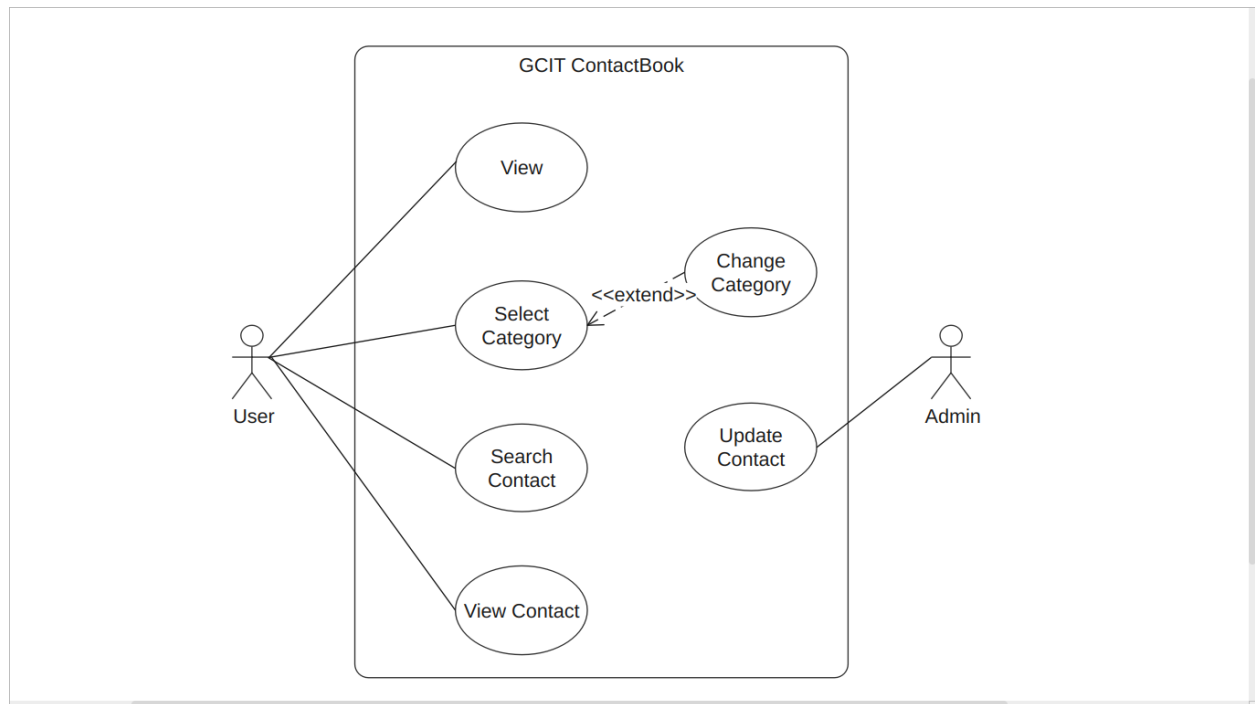 GCIT ContactBook
View
Change
Category
<<extend>>
Select
Category
User
Admin
Update
Contact
Search
Contact
View Contact